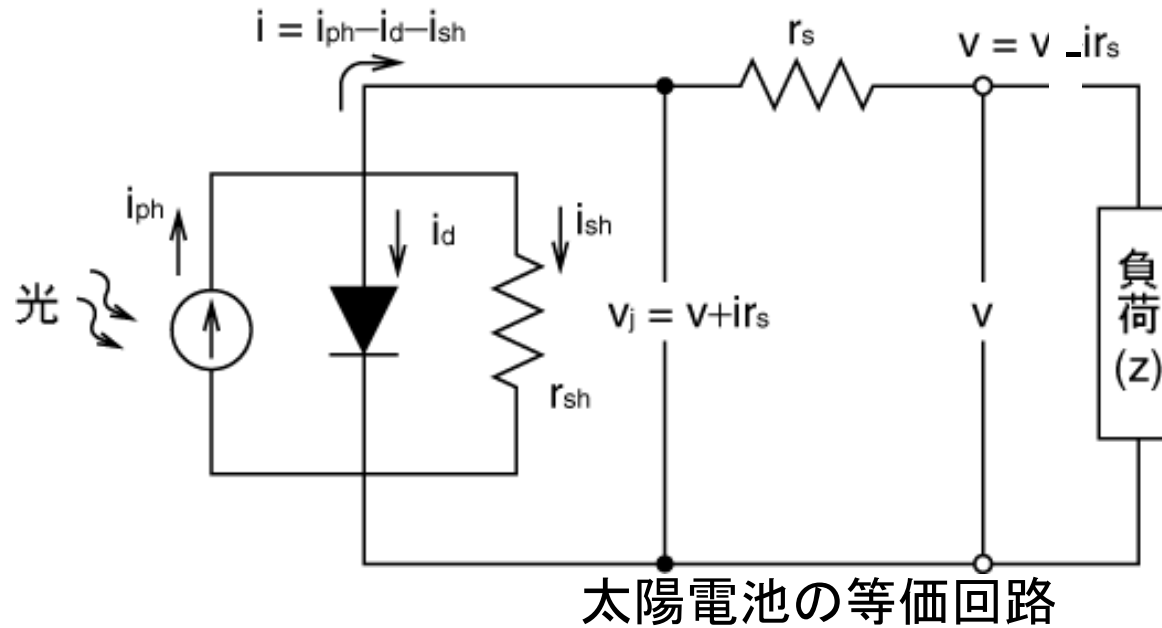 i = iph−id−ish
rs
v = v -irs
iph
id
ish
光
vj = v+irs
v
負荷(z)
rsh
太陽電池の等価回路